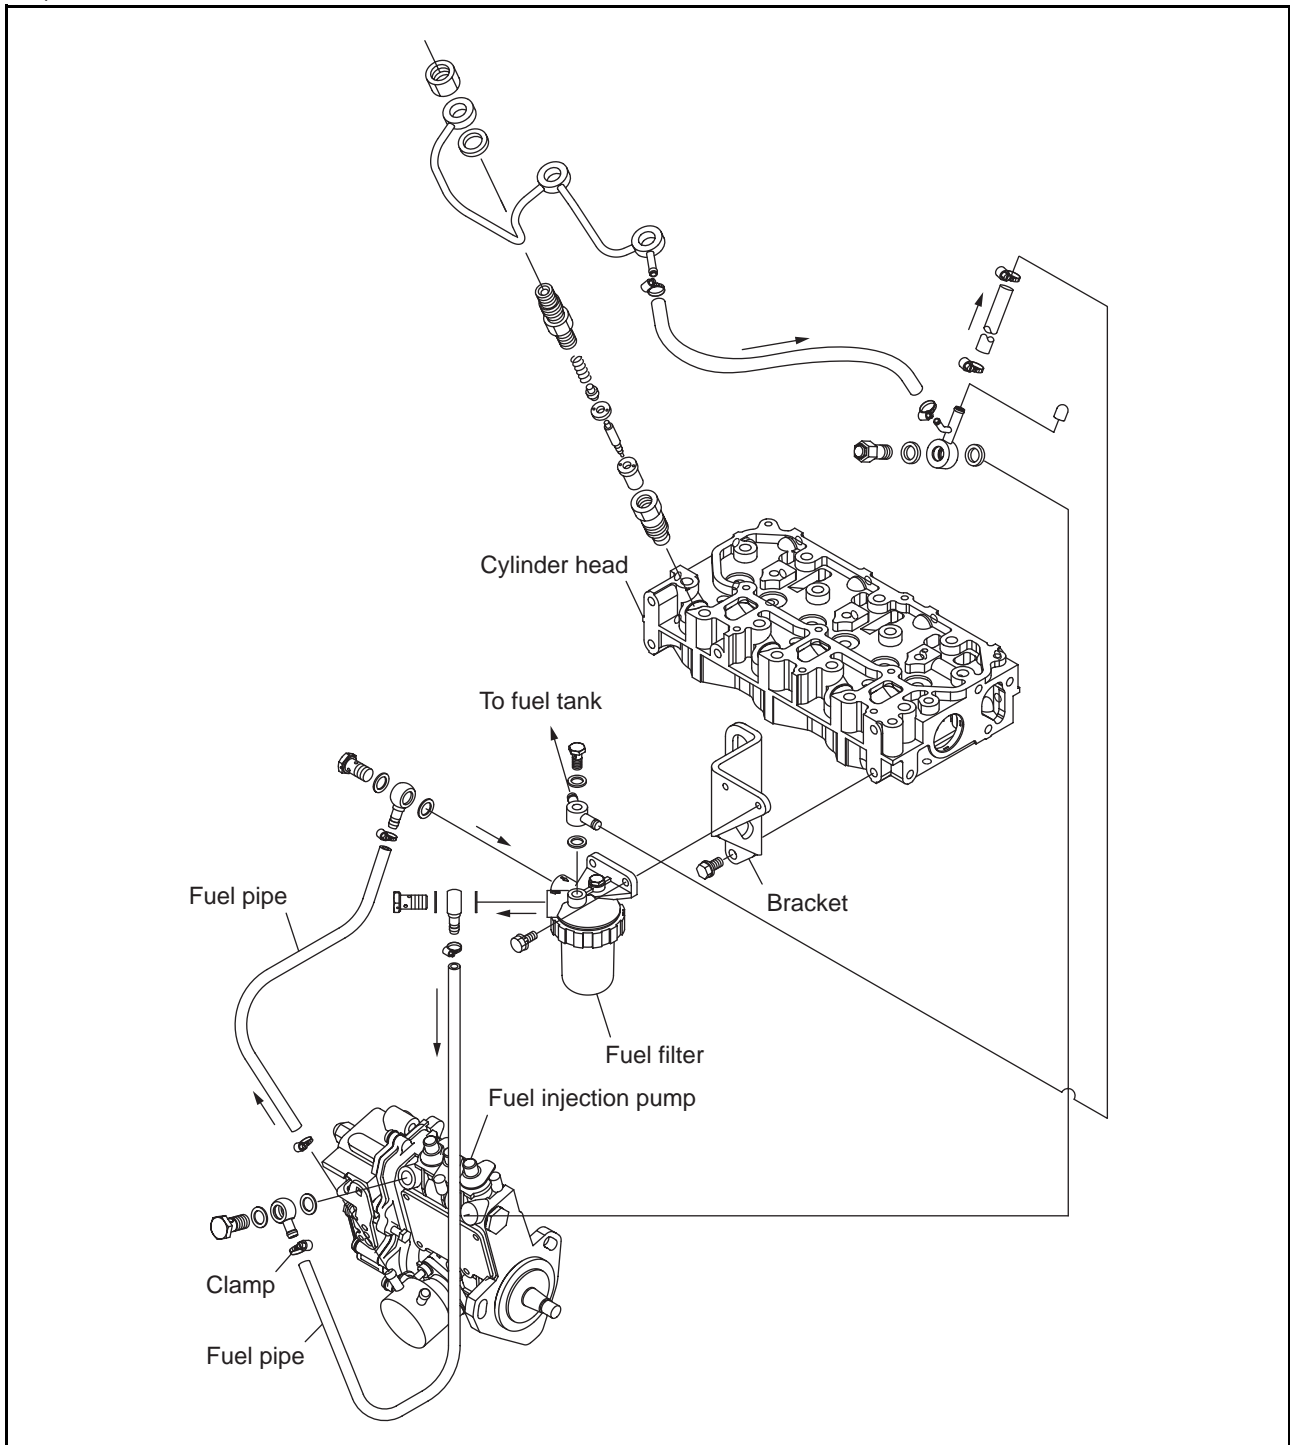 Cylinder head
To fuel tank
Fuel pipe
Bracket
Fuel filter
Fuel injection pump
Clamp
Fuel pipe